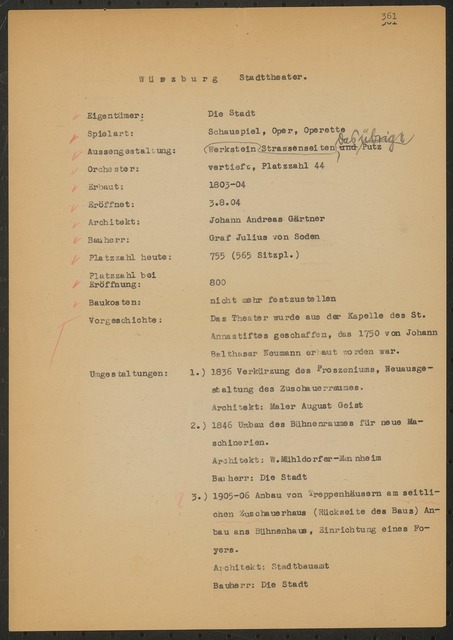 361
Würzburg Stadttheater.
Eigentümer: Die Stadt
Spielart: Schauspiel, Oper, Operette
das übrige
Aussengestaltung: (Werkstein Strassenseiten) und Putz
Orchester: vertieft, Platzzahl 44
Erbaut: 1803-04
Eröffnet: 3.8.04
Architekt: Johann Andreas Gärtner
Bauherr: Graf Julius von Soden
Platzzahl heute: 755 (565 Sitzpl.)
Platzzahl bei
Eröffnung: 800
Baukosten: nicht mehr festzustellen
Vorgeschichte: Das Theater wurde aus der Kapelle des St.
Annastiftes geschaffen, das 1750 von Johann
Balthaser Neumann erbaut worden war.
Umgestaltungen: 1.) 1836 Verkürzung des Proszeniums, Neuausge-
staltung des Zuschauerraumes.
Architekt: Maler August Geist
2.) 1846 Umbau des Bühnenraumes für neue Ma-
schinerien.
Architekt: W.Mühldorfer-Mannheim
Bauherr: Die Stadt
3.) 1905-06 Anbau von Treppenhäusern am seitli-
chen Zuschauerhaus (Rückseite des Baus) An-
bau ans Bühnenhaus, Einrichtung eines Fo-
yers.
Architekt: Stadtbauamt
Bauherr: Die Stadt